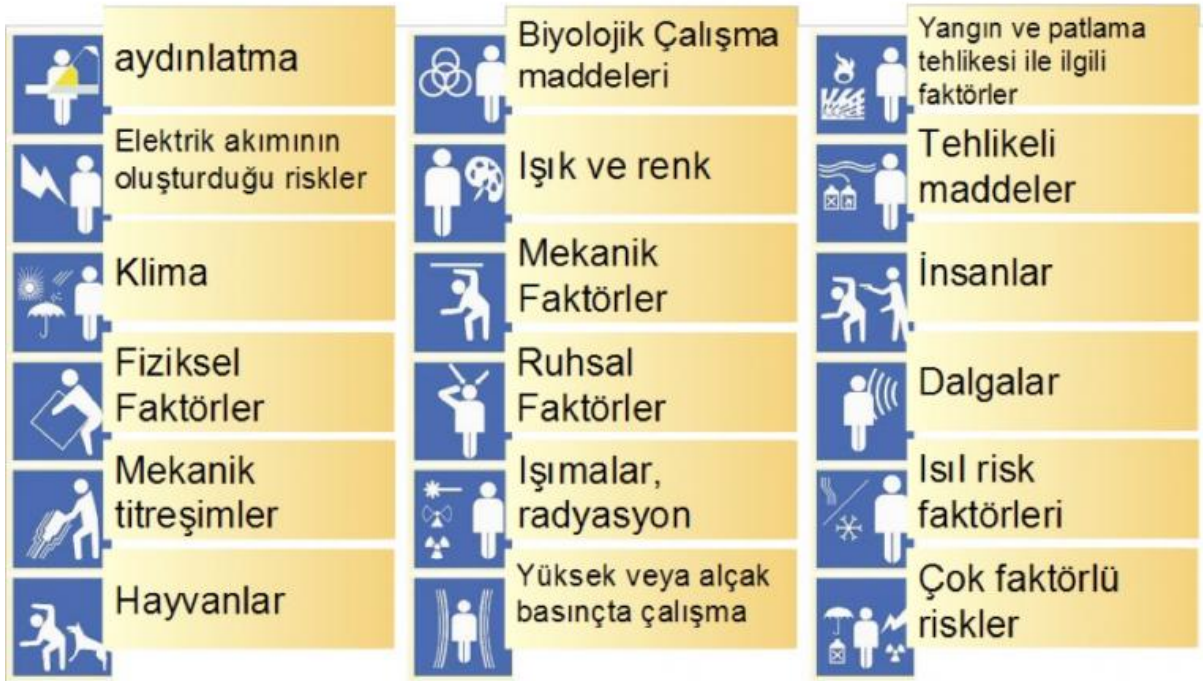 aydınlatma
Elektrik akımının
oluşturduğu riskler
Klima
Fiziksel
Faktörler
Mekanik
titreşimler
Hayvanlar
Biyolojik Çalışma
maddeleri
Işık ve renk
Mekanik
Faktörler
Ruhsal
Faktörler
Işımalar,
radyasyon
Yüksek veya alçak
basınçta çalışma
Yangın ve patlama
tehlikesi ile ilgili
faktörler
Tehlikeli
maddeler
İnsanlar
Dalgalar
Isıl risk
faktörleri
Çok faktörlü
riskler